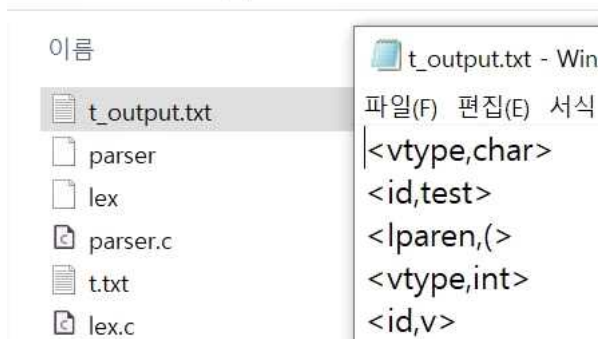 이름
t_output.txt
parser
lex
parser.c
t.txt
lex.c
t_output.txt - Win
파일(F) 편집(E) 서식
<vtype,char>
<id,test>
<lparen,(>
<vtype,int>
<id,v>